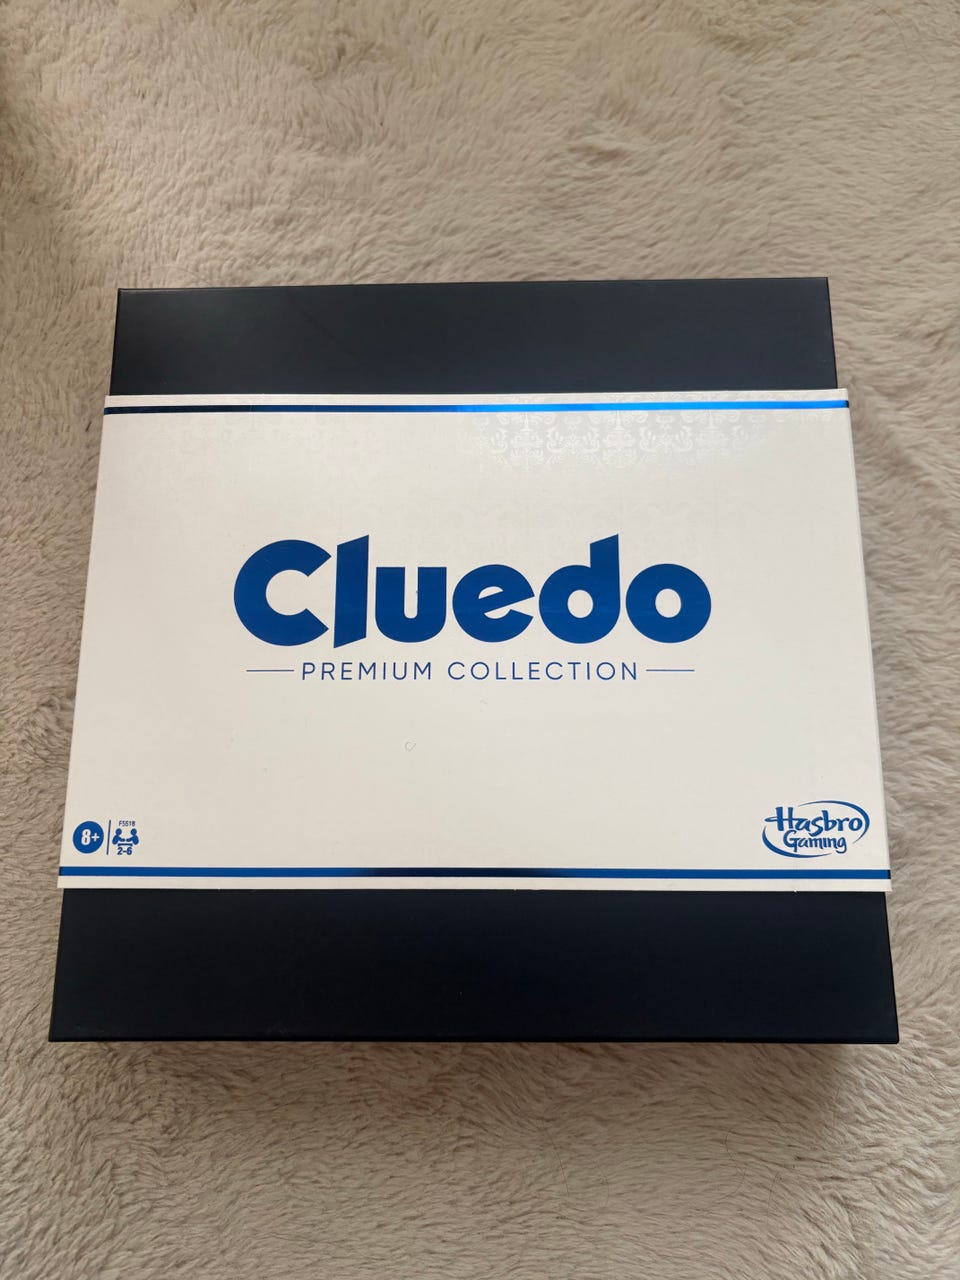 Cluedo
PREMIUM COLLECTION
8+
F5518
2-6
Hasbro
Gaming